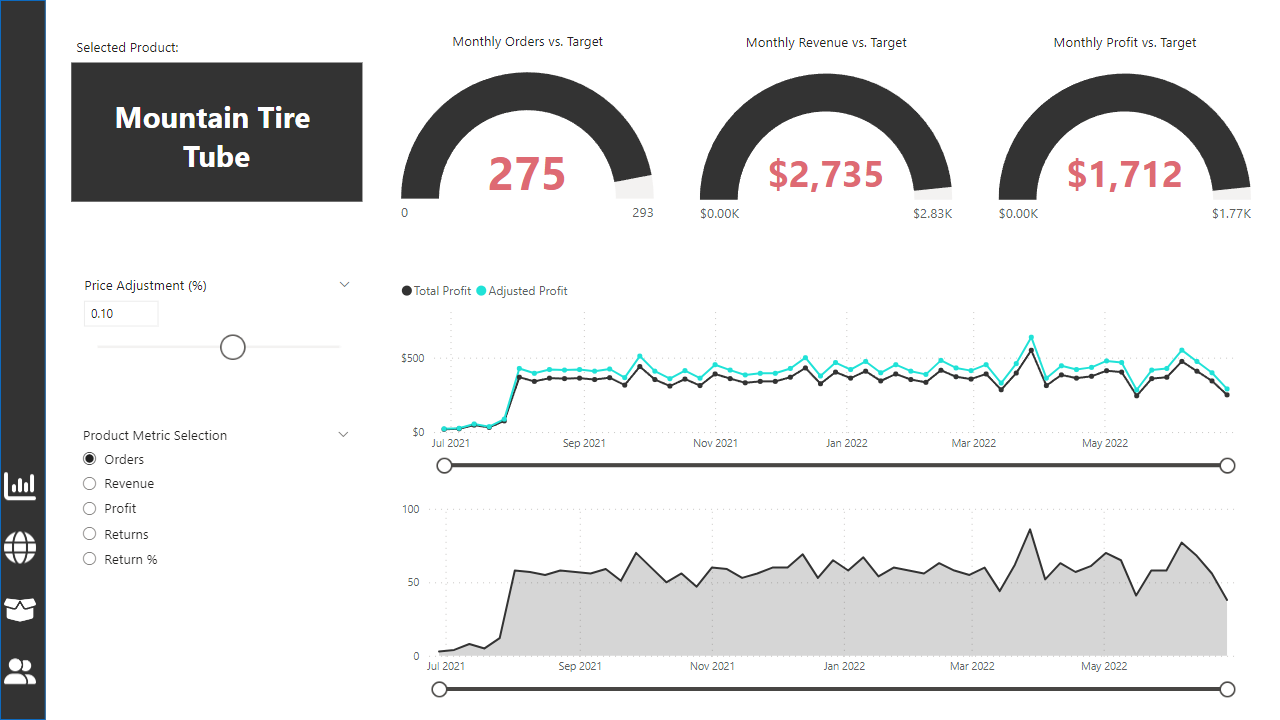 Selected Product:
Mountain Tire
Tube
Monthly Orders vs. Target
275
0
293
Monthly Revenue vs. Target
$2,735
$0.00K
$2.83K
Monthly Profit vs. Target
$1,712
$0.00K
$1.77K
Price Adjustment (%)
0.10
Product Metric Selection
Orders
Revenue
Profit
Returns
Return %
Total Profit Adjusted Profit
$500
$0
Jul 2021 Sep 2021 Nov 2021 Jan 2022 Mar 2022 May 2022
100
50
0
Jul 2021 Sep 2021 Nov 2021 Jan 2022 Mar 2022 May 2022